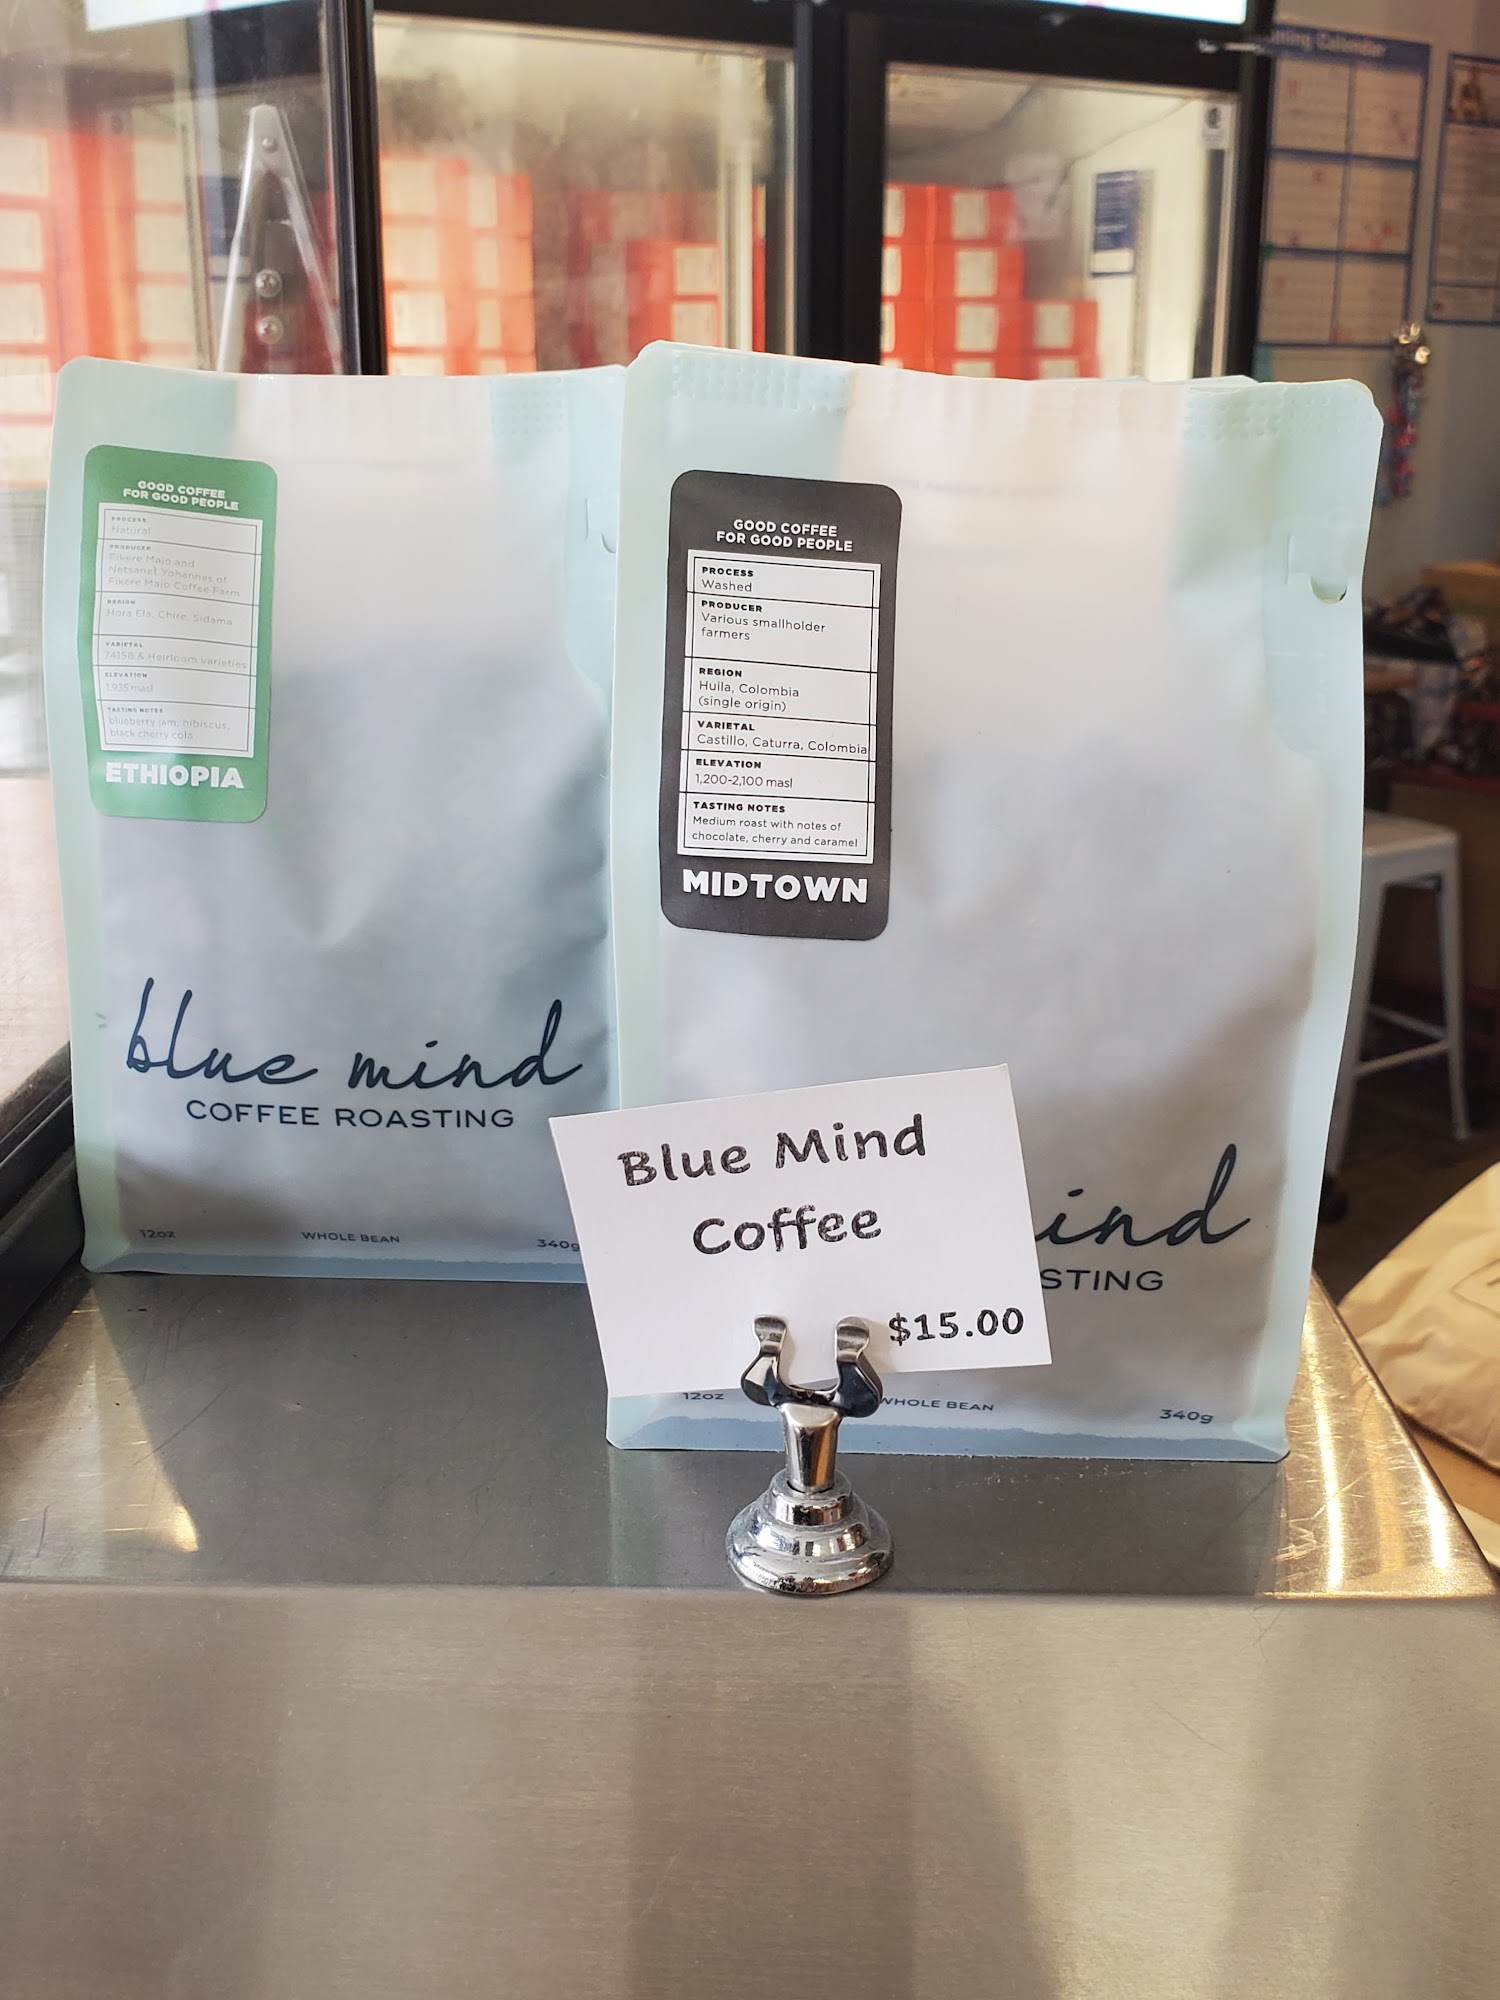 GOOD COFFEE
FOR GOOD PEOPLE
PROCESS
Natural
PRODUCER
Fikere Majo and
Netsanet Yohannes of
Fikere Majo Coffee Farm
REGION
Hora Ela, Chire, Sidama
VARIETAL
74158 & Heirloom varieties
ELEVATION
1,935 masl
TASTING NOTES
blueberry jam, hibiscus,
black cherry cola
ETHIOPIA
blue mind
COFFEE ROASTING
12oz WHOLE BEAN 340g
GOOD COFFEE
FOR GOOD PEOPLE
PROCESS
Washed
PRODUCER
Various smallholder
farmers
REGION
Huila, Colombia
(single origin)
VARIETAL
Castillo, Caturra, Colombia
ELEVATION
1,200-2,100 masl
TASTING NOTES
Medium roast with notes of
chocolate, cherry and caramel
MIDTOWN
ind
STING
12oz WHOLE BEAN 340g
Blue Mind
Coffee
$15.00
Calendar